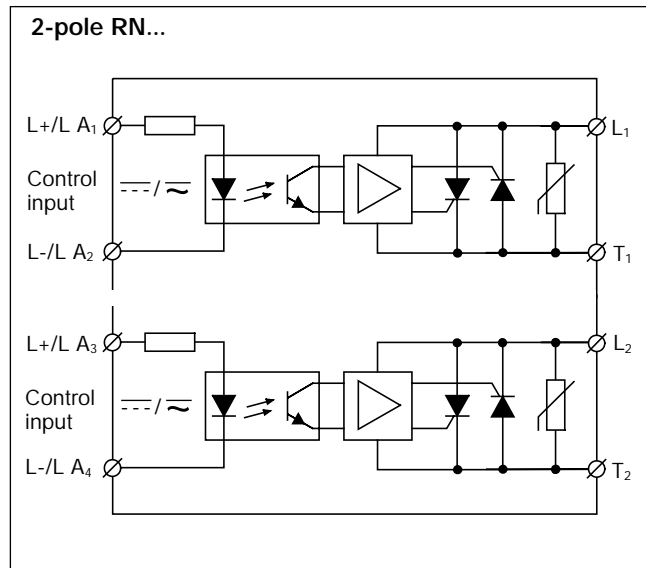 2-pole RN...
L+/L A₁
L₁
Control
input
/
L-/L A₂
T₁
L+/L A₃
L₂
Control
input
/
L-/L A₄
T₂